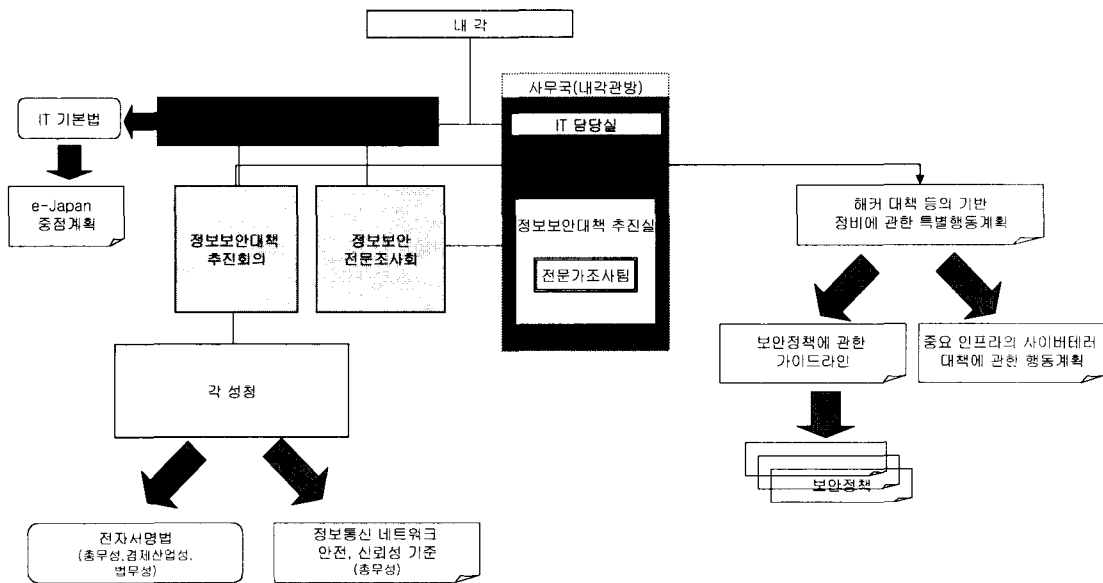 내 각
사무국(내각관방)
IT 기본법
IT 담당실
e-Japan
중점계획
정보보안대책
추진회의
정보보안
전문조사회
정보보안대책 추진실
전문가조사팀
해커 대책 등의 기반
정비에 관한 특별행동계획
보안정책에 관한
가이드라인
중요 인프라의 사이버테러
대책에 관한 행동계획
각 성청
보안정책
전자서명법
(총무성,경제산업성,
법무성)
정보통신 네트워크
안전, 신뢰성 기준
(총무성)